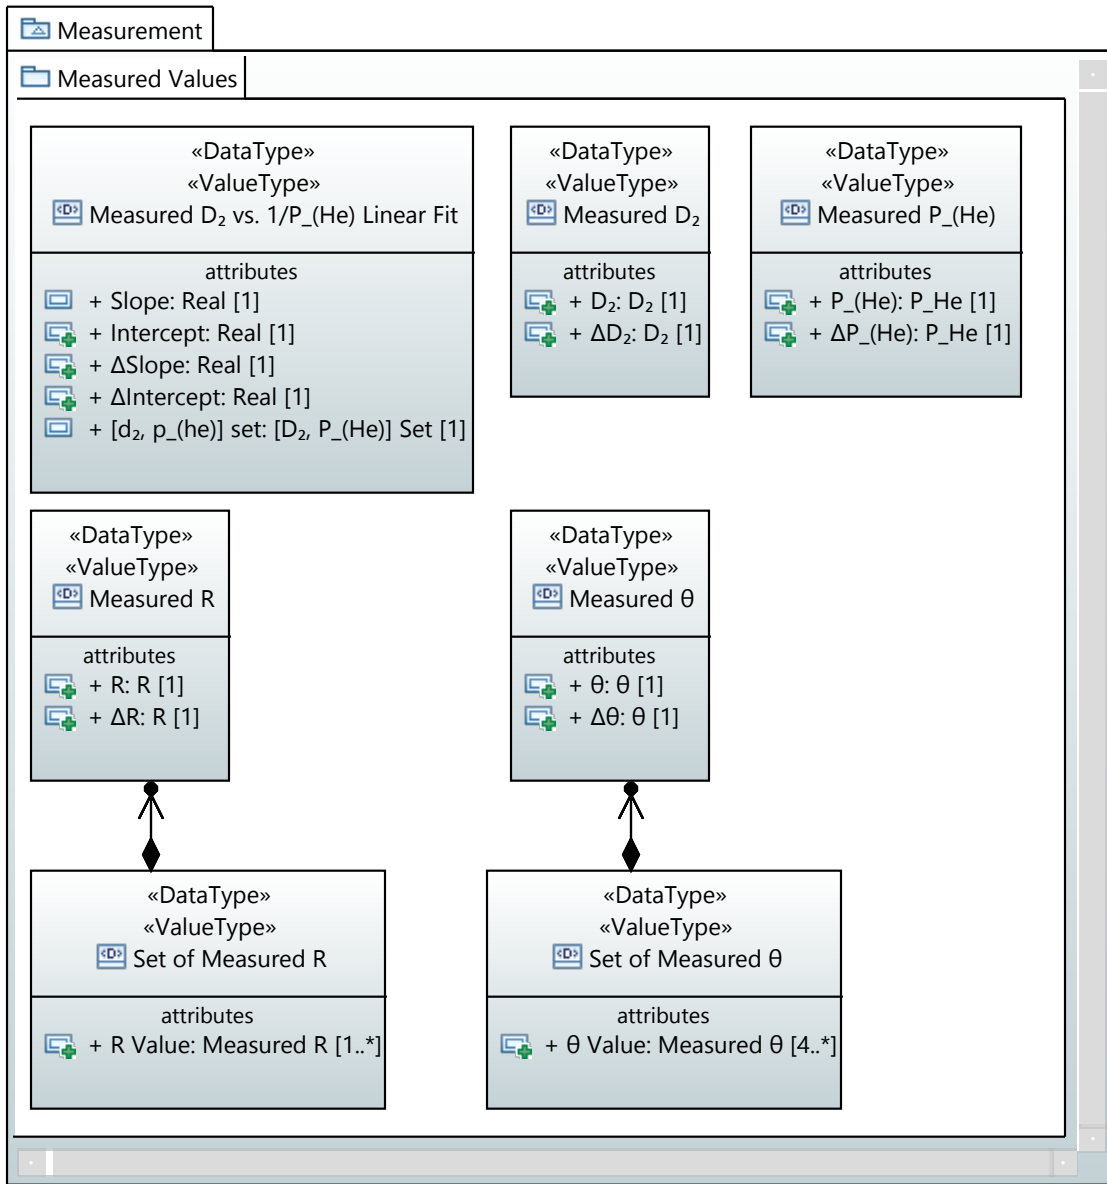 Measurement
Measured Values
«DataType»
«ValueType»
Measured D₂ vs. 1/P_(He) Linear Fit
attributes
+ Slope: Real [1]
+ Intercept: Real [1]
+ ΔSlope: Real [1]
+ ΔIntercept: Real [1]
+ [d₂, p_(he)] set: [D₂, P_(He)] Set [1]
«DataType»
«ValueType»
Measured D₂
attributes
+ D₂: D₂ [1]
+ ΔD₂: D₂ [1]
«DataType»
«ValueType»
Measured P_(He)
attributes
+ P_(He): P_He [1]
+ ΔP_(He): P_He [1]
«DataType»
«ValueType»
Measured R
attributes
+ R: R [1]
+ ΔR: R [1]
«DataType»
«ValueType»
Measured θ
attributes
+ θ: θ [1]
+ Δθ: θ [1]
«DataType»
«ValueType»
Set of Measured R
attributes
+ R Value: Measured R [1..*]
«DataType»
«ValueType»
Set of Measured θ
attributes
+ θ Value: Measured θ [4..*]